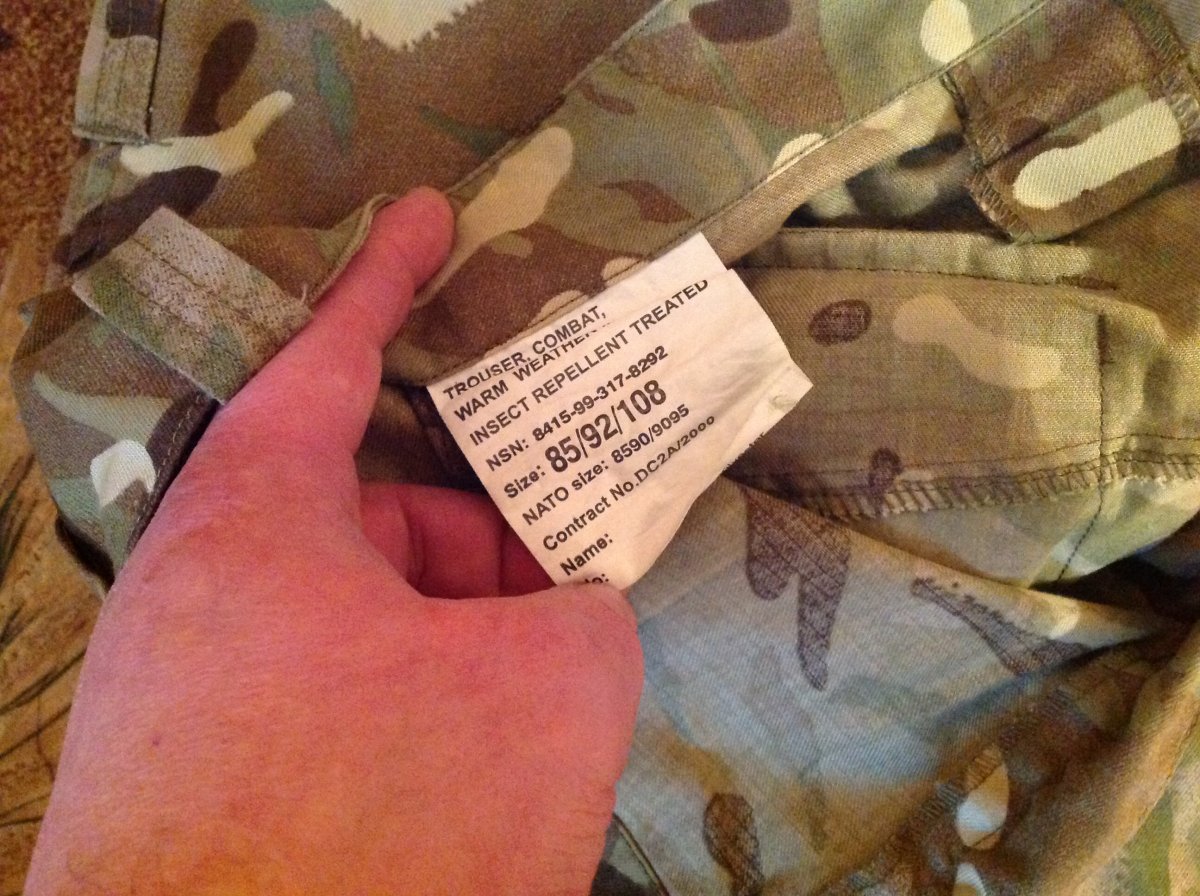 TROUSER, COMBAT,
WARM WEATHER
INSECT REPELLENT TREATED
NSN: 8415-99-317-8292
Size: 85/92/108
NATO size: 8590/9095
Contract No.DC2A/2000
Name: